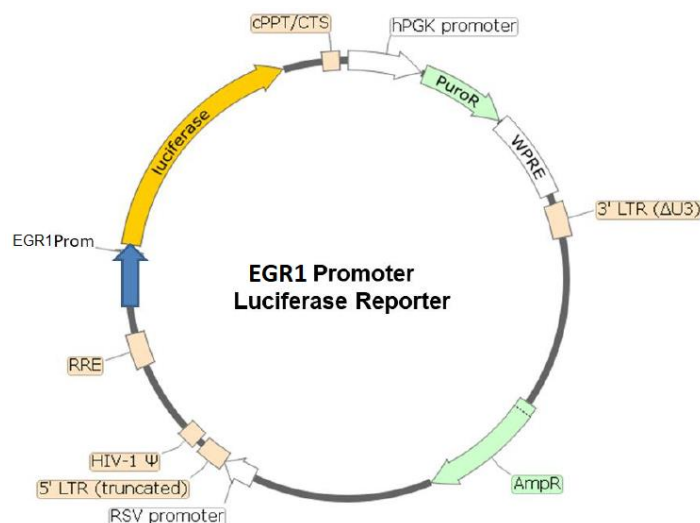 cPPT/CTS
hPGK promoter
PuroR
WPRE
luciferase
3' LTR (ΔU3)
EGR1Prom
EGR1 Promoter
Luciferase Reporter
RRE
HIV-1 Ψ
5' LTR (truncated)
RSV promoter
AmpR